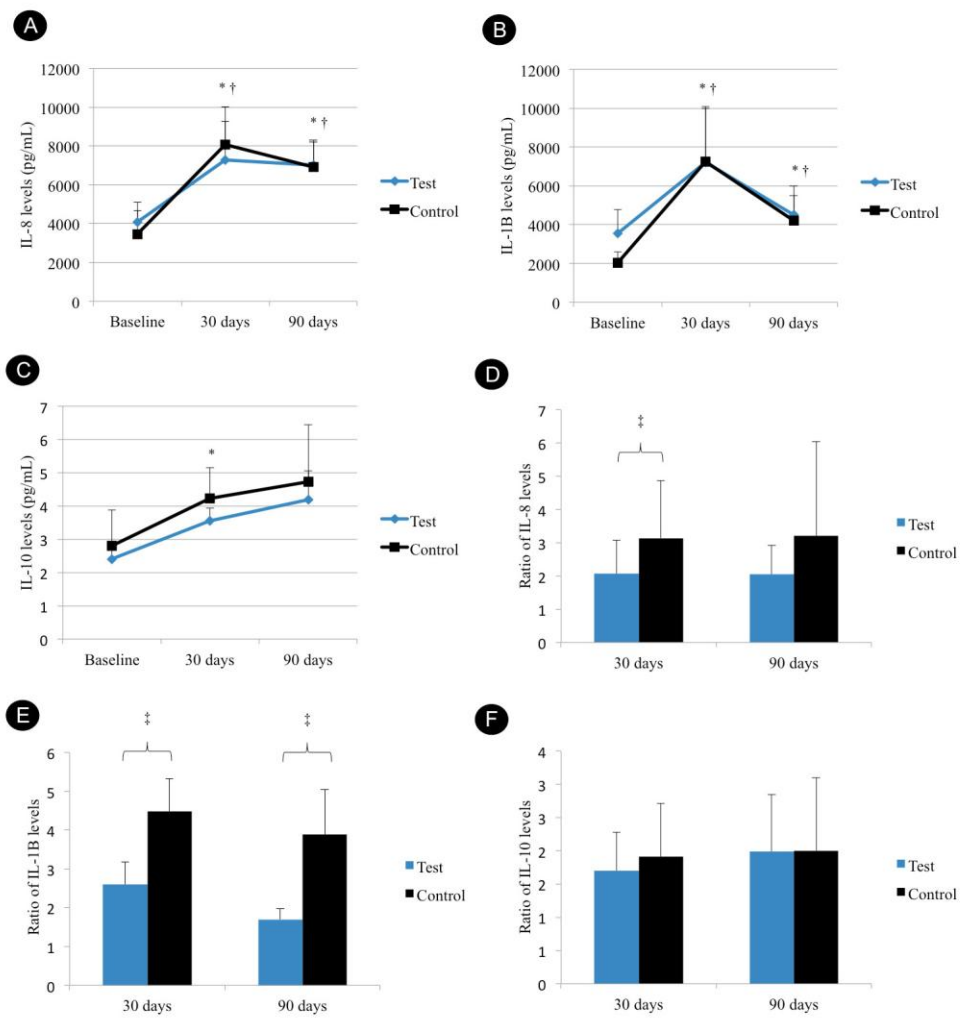 A
IL-8 levels (pg/mL)
12000
10000
8000
6000
4000
2000
0
* †
* †
Baseline 30 days 90 days
Test
Control
B
IL-1B levels (pg/mL)
12000
10000
8000
6000
4000
2000
0
* †
* †
Baseline 30 days 90 days
Test
Control
C
IL-10 levels (pg/mL)
7
6
5
4
3
2
1
0
*
Baseline 30 days 90 days
Test
Control
D
Ratio of IL-8 levels
7
6
5
4
3
2
1
0
‡
30 days 90 days
Test
Control
E
Ratio of IL-1B levels
6
5
4
3
2
1
0
‡ ‡
30 days 90 days
Test
Control
F
Ratio of IL-10 levels
4
3
3
2
2
1
1
0
30 days 90 days
Test
Control